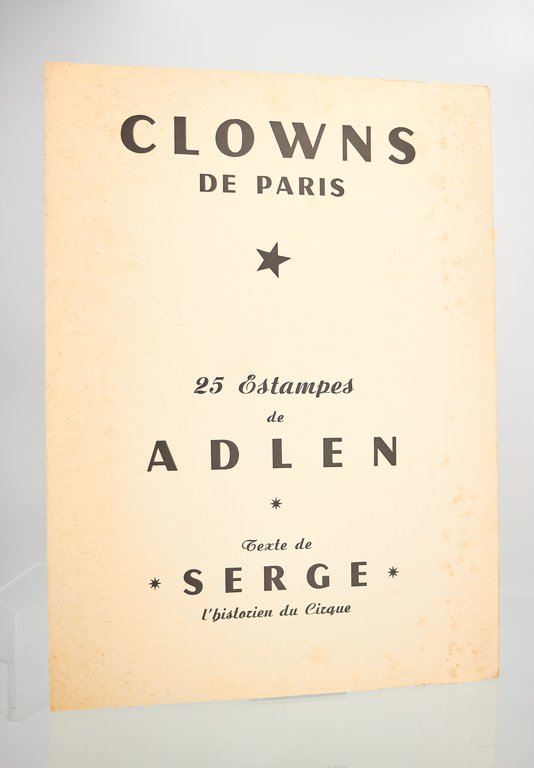 CLOWNS
DE PARIS
25 Estampes
de
ADLEN
Texte de
SERGE
l'historien du Cirque